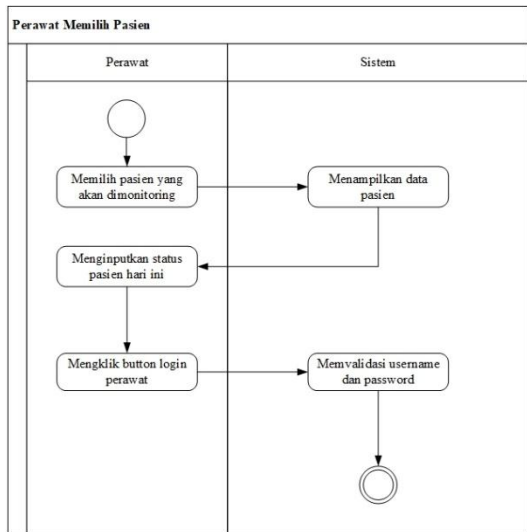 Perawat Memilih Pasien
Perawat
Sistem
Memilih pasien yang
akan dimonitoring
Menampilkan data
pasien
Menginputkan status
pasien hari ini
Mengklik button login
perawat
Memvalidasi username
dan password